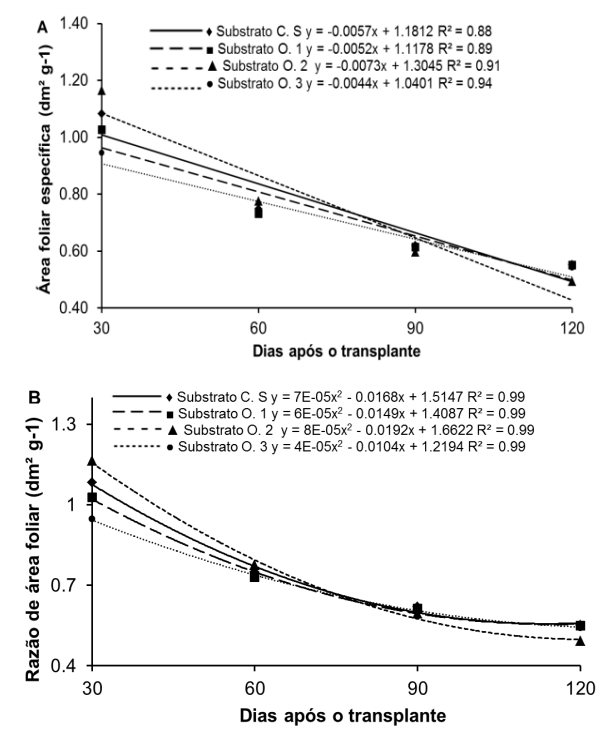 A
Substrato C. S y = -0.0057x + 1.1812 R² = 0.88
Substrato O. 1 y = -0.0052x + 1.1178 R² = 0.89
Substrato O. 2 y = -0.0073x + 1.3045 R² = 0.91
Substrato O. 3 y = -0.0044x + 1.0401 R² = 0.94
Área foliar específica (dm² g-1)
1.40
1.20
1.00
0.80
0.60
0.40
30 60 90 120
Dias após o transplante
B
Substrato C. S y = 7E-05x² - 0.0168x + 1.5147 R² = 0.99
Substrato O. 1 y = 6E-05x² - 0.0149x + 1.4087 R² = 0.99
Substrato O. 2 y = 8E-05x² - 0.0192x + 1.6622 R² = 0.99
Substrato O. 3 y = 4E-05x² - 0.0104x + 1.2194 R² = 0.99
Razão de área foliar (dm² g-1)
1.3
1
0.7
0.4
30 60 90 120
Dias após o transplante